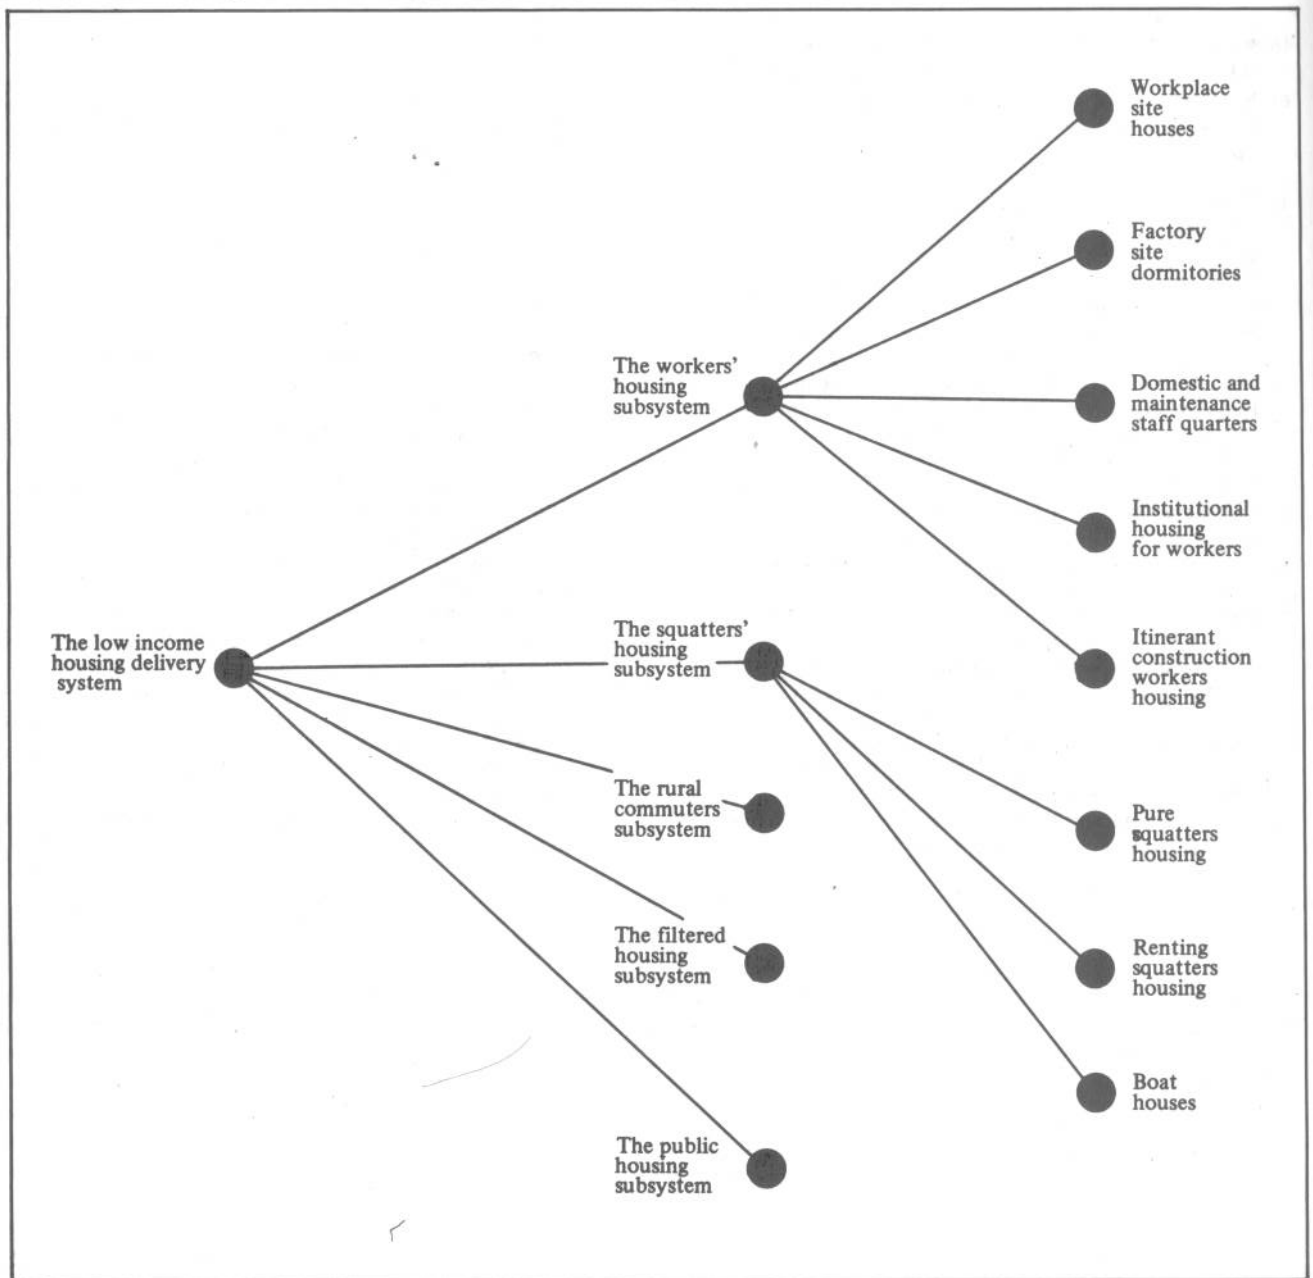 Workplace
site
houses
Factory
site
dormitories
The workers'
housing
subsystem
Domestic and
maintenance
staff quarters
Institutional
housing
for workers
The low income
housing delivery
system
The squatters'
housing
subsystem
Itinerant
construction
workers
housing
The rural
commuters
subsystem
Pure
squatters
housing
The filtered
housing
subsystem
Renting
squatters
housing
Boat
houses
The public
housing
subsystem